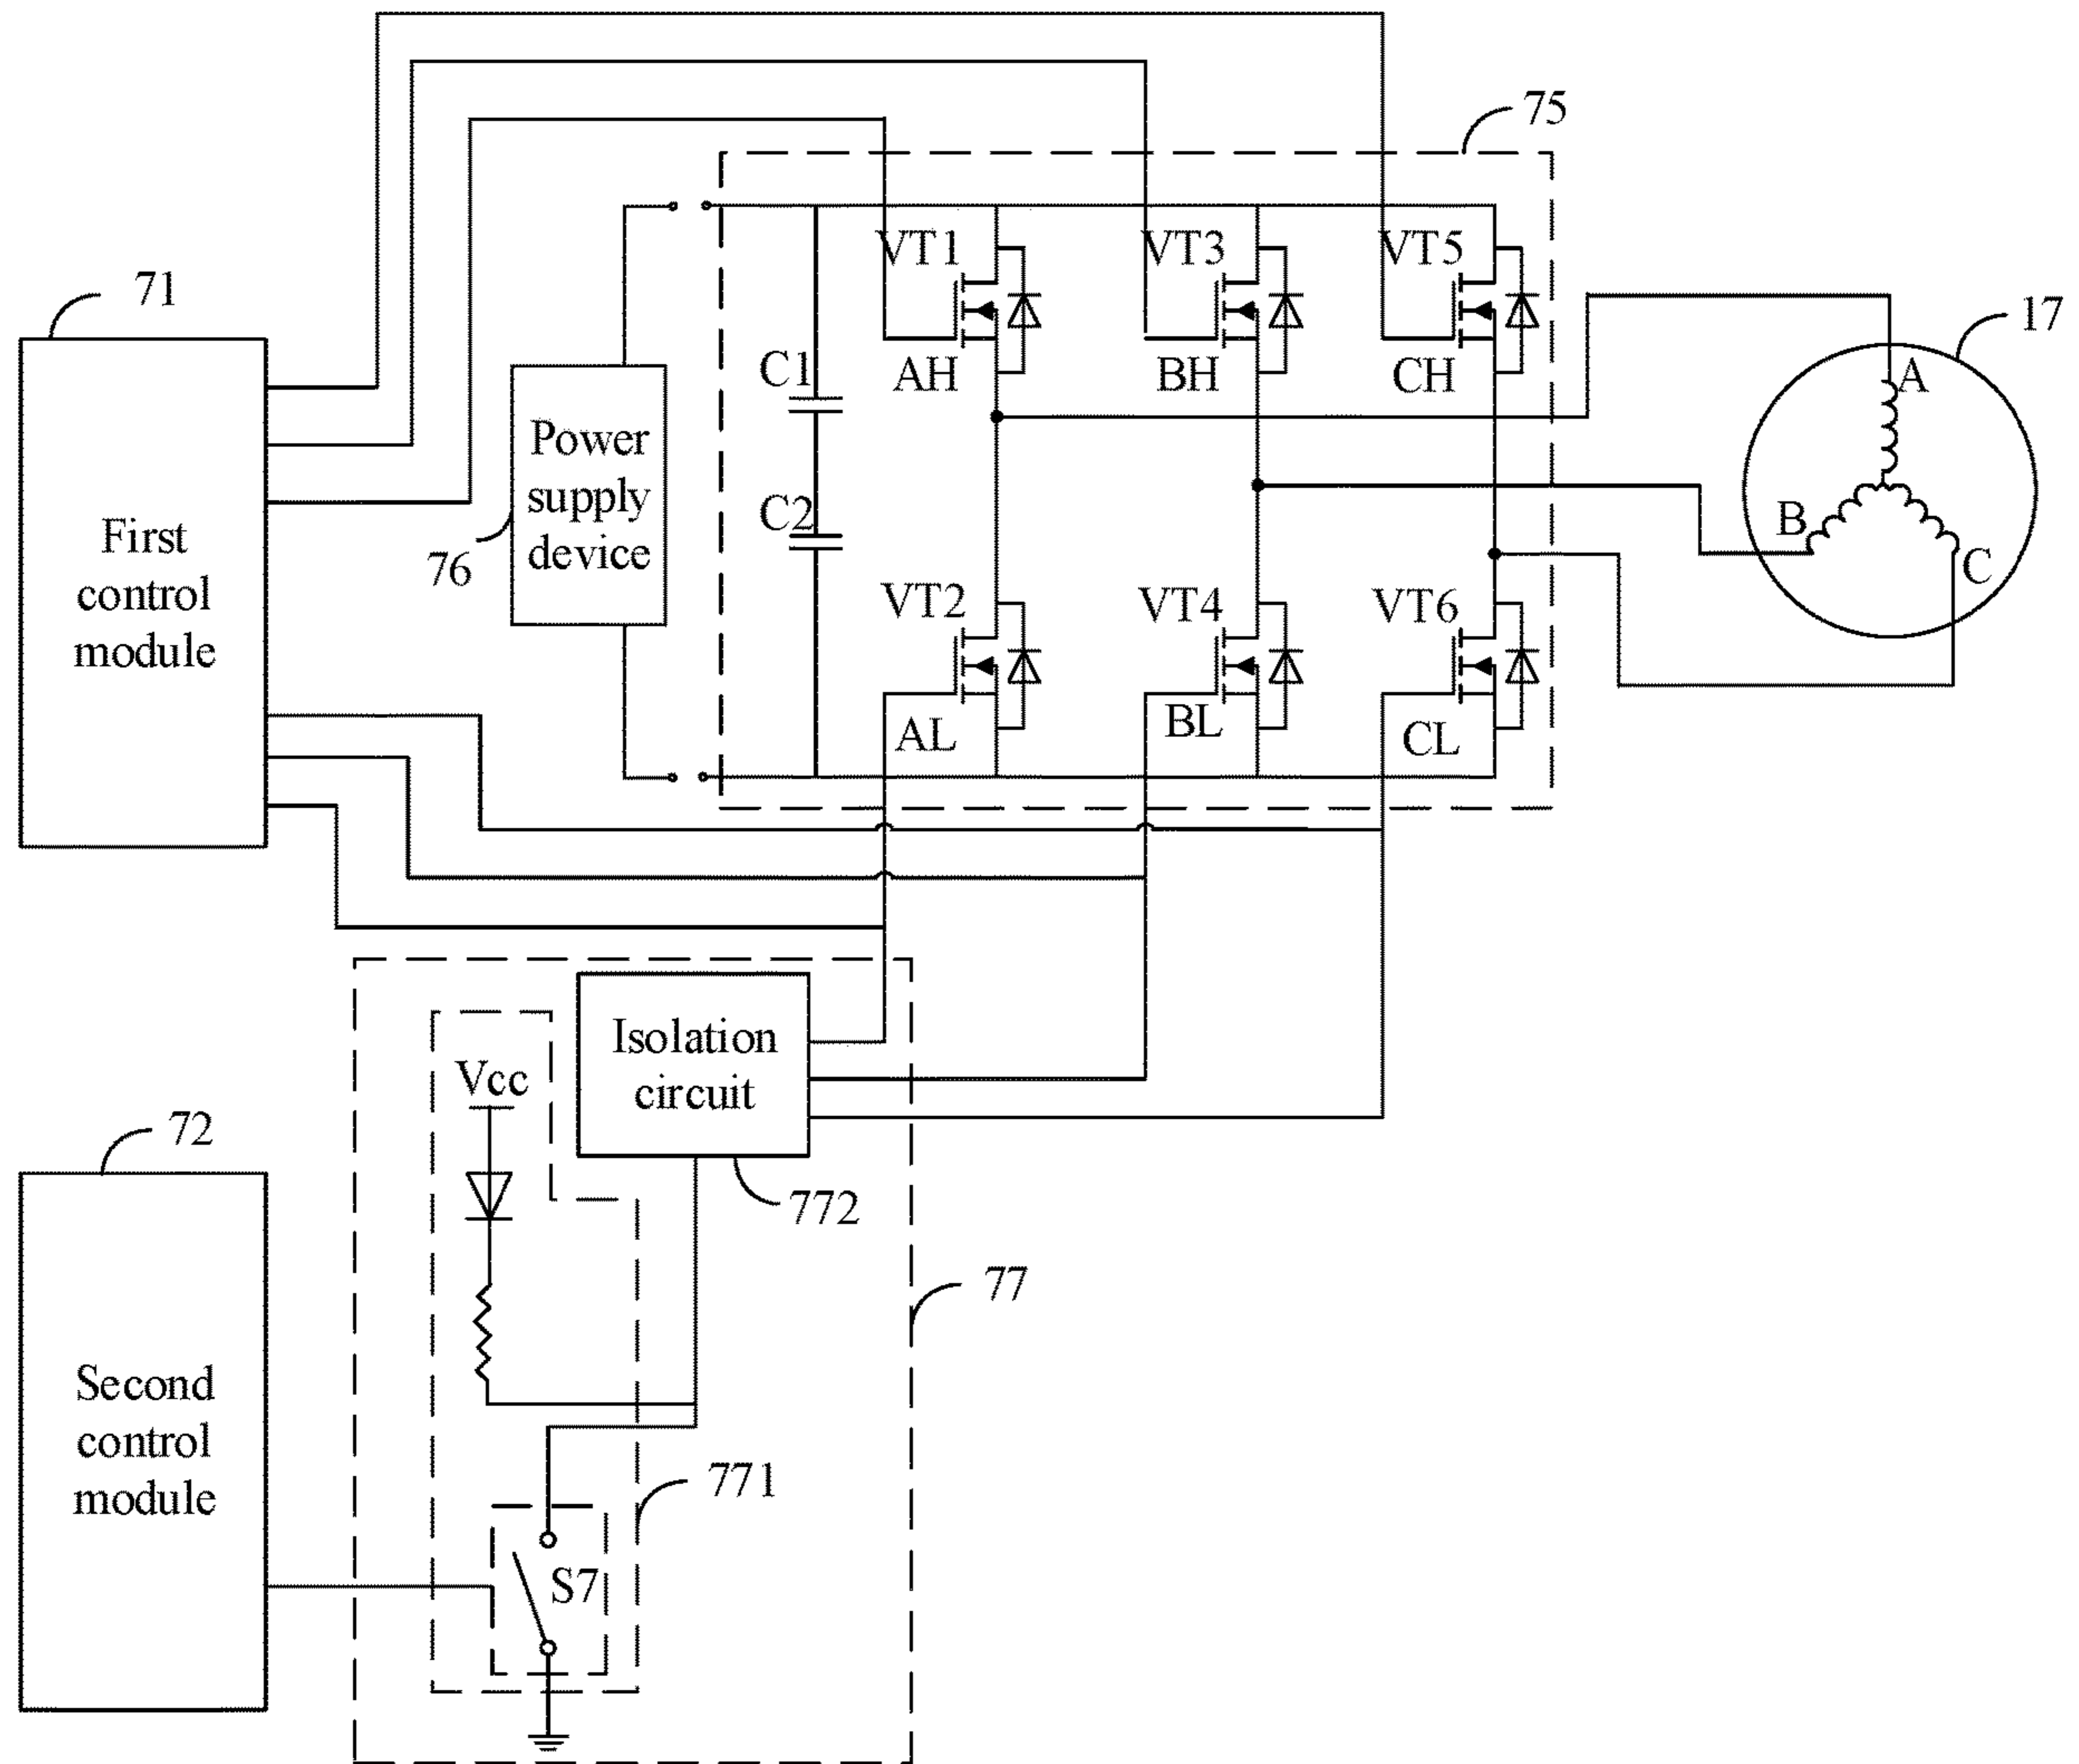 75
VT1
VT3
VT5
71
17
C1
AH
BH
CH
A
Power
supply
device
C2
B
C
First
control
module
76
VT2
VT4
VT6
AL
BL
CL
Isolation
circuit
Vcc
72
772
77
Second
control
module
771
S7